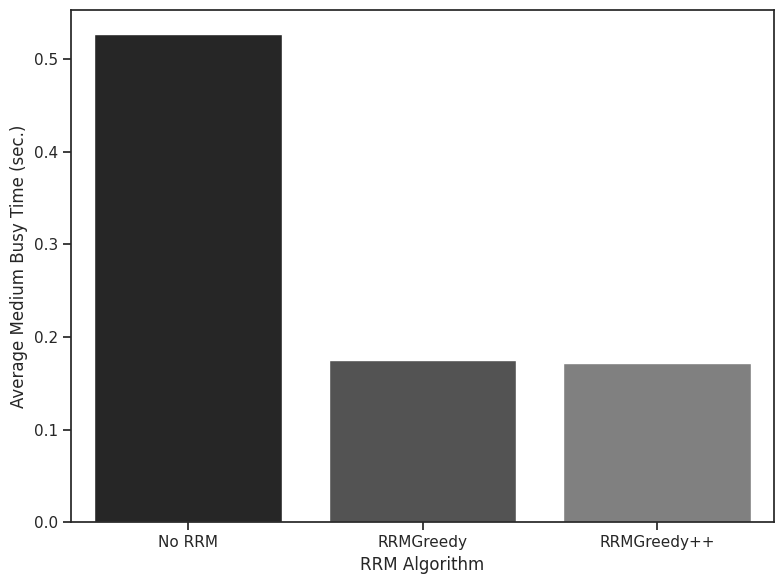 Average Medium Busy Time (sec.)
0.5
0.4
0.3
0.2
0.1
0.0
No RRM
RRMGreedy
RRMGreedy++
RRM Algorithm